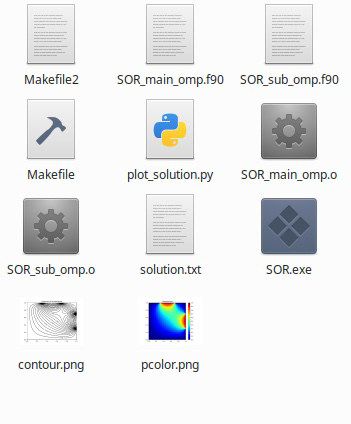 Makefile2
SOR_main_omp.f90
SOR_sub_omp.f90
Makefile
plot_solution.py
SOR_main_omp.o
SOR_sub_omp.o
solution.txt
SOR.exe
contour.png
pcolor.png